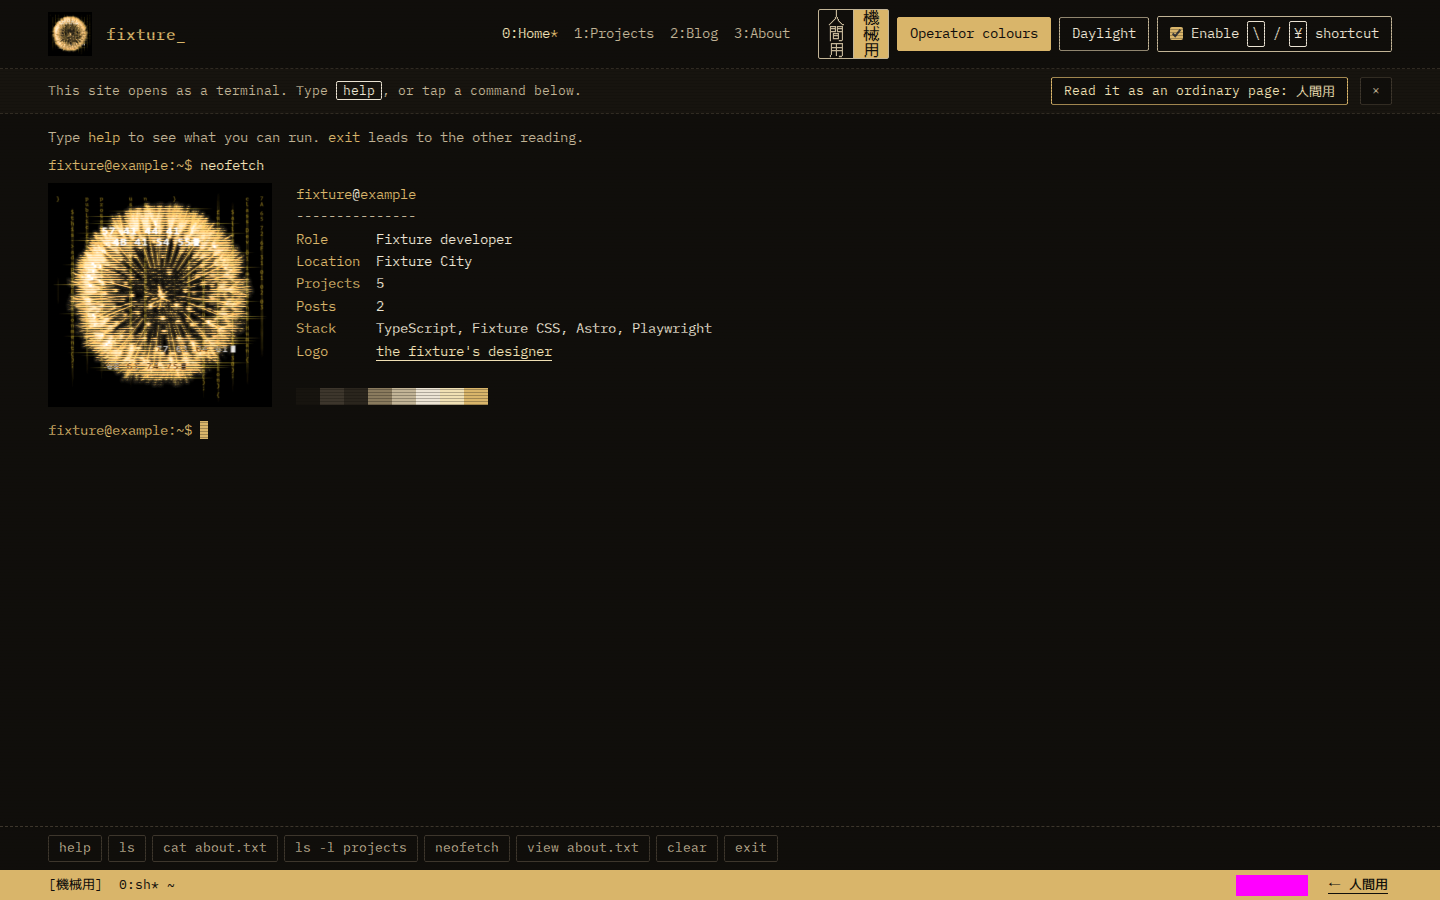 fixture_
0:Home* 1:Projects 2:Blog 3:About
人間用 機械用
Operator colours
Daylight
Enable \ / ¥ shortcut
This site opens as a terminal. Type help, or tap a command below.
Read it as an ordinary page: 人間用
×
Type help to see what you can run. exit leads to the other reading.
fixture@example:~$ neofetch
fixture@example
---------------
Role Fixture developer
Location Fixture City
Projects 5
Posts 2
Stack TypeScript, Fixture CSS, Astro, Playwright
Logo the fixture's designer
fixture@example:~$
help ls cat about.txt ls -l projects neofetch view about.txt clear exit
[機械用] 0:sh* ~
← 人間用